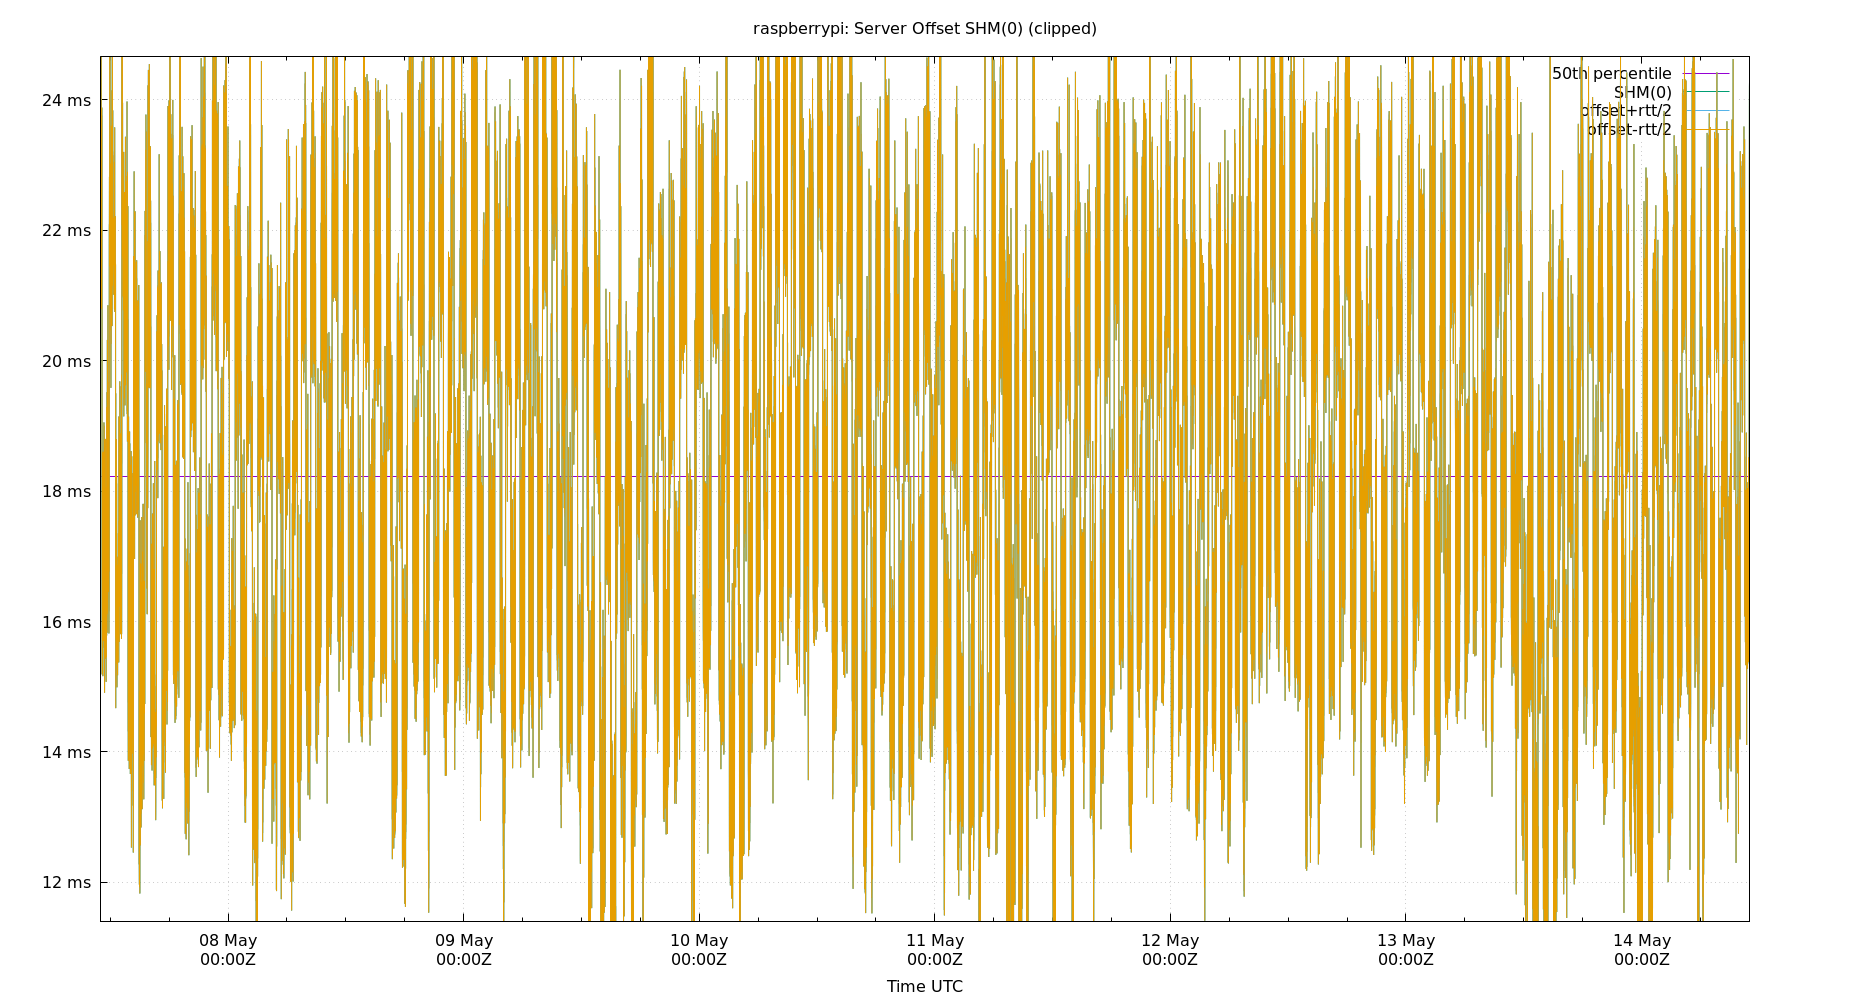 raspberrypi: Server Offset SHM(0) (clipped)
50th percentile
SHM(0)
offset+rtt/2
offset-rtt/2
24 ms
22 ms
20 ms
18 ms
16 ms
14 ms
12 ms
08 May 09 May 10 May 11 May 12 May 13 May 14 May
00:00Z 00:00Z 00:00Z 00:00Z 00:00Z 00:00Z 00:00Z
Time UTC